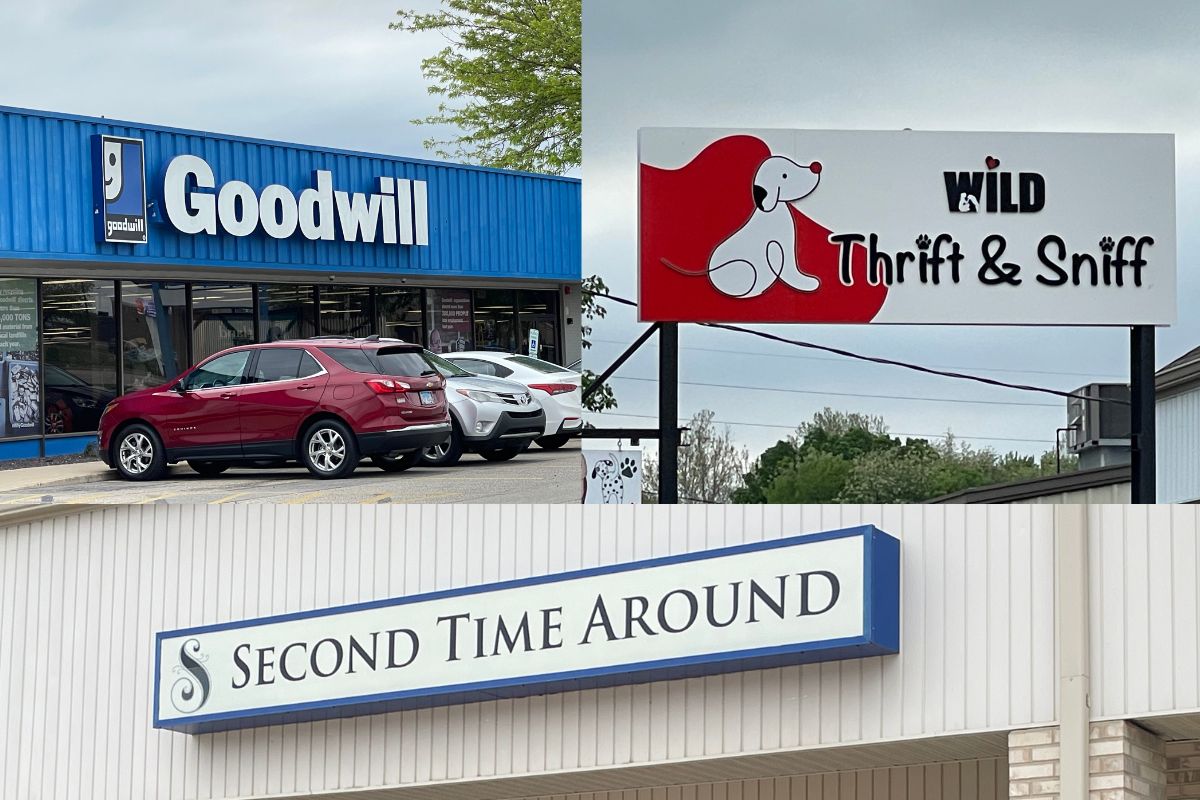 goodwill
Goodwill
WiLD
Thrift & Sniff
SECOND TIME AROUND